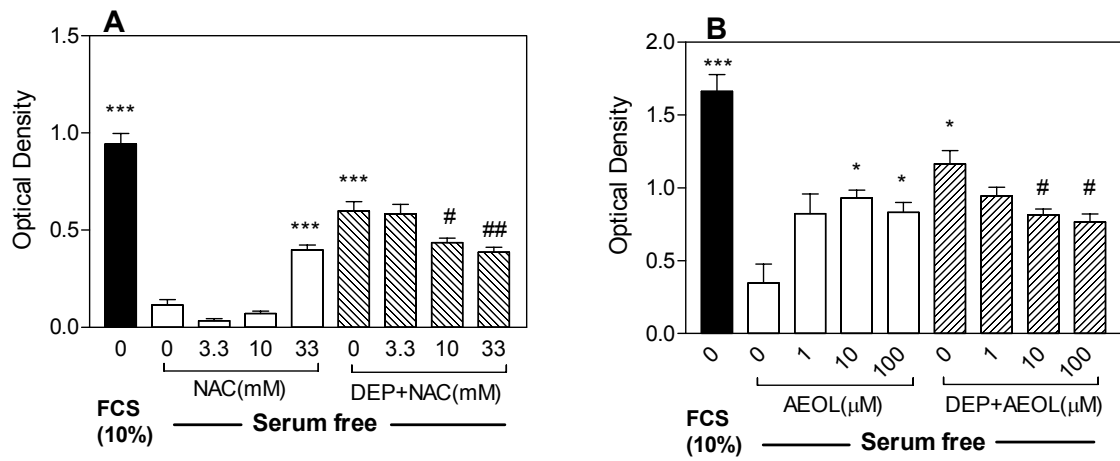 A
1.5
1.0
0.5
0.0
Optical Density
***
***
***
#
##
0 0 3.3 10 33 0 3.3 10 33
NAC(mM) DEP+NAC(mM)
FCS
(10%)
Serum free
B
2.0
1.5
1.0
0.5
0.0
Optical Density
***
*
*
*
#
#
0 0 1 10 100 0 1 10 100
AEOL(μM) DEP+AEOL(μM)
FCS
(10%)
Serum free